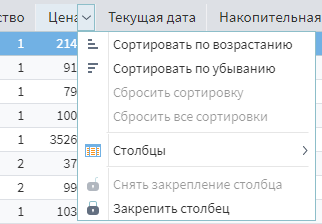 ство Цена Текущая дата Накопительная
1 214
1 91
1 79
1 100
1 3526
2 37
2 99
1 103
Сортировать по возрастанию
Сортировать по убыванию
Сбросить сортировку
Сбросить все сортировки
Столбцы
Снять закрепление столбца
Закрепить столбец